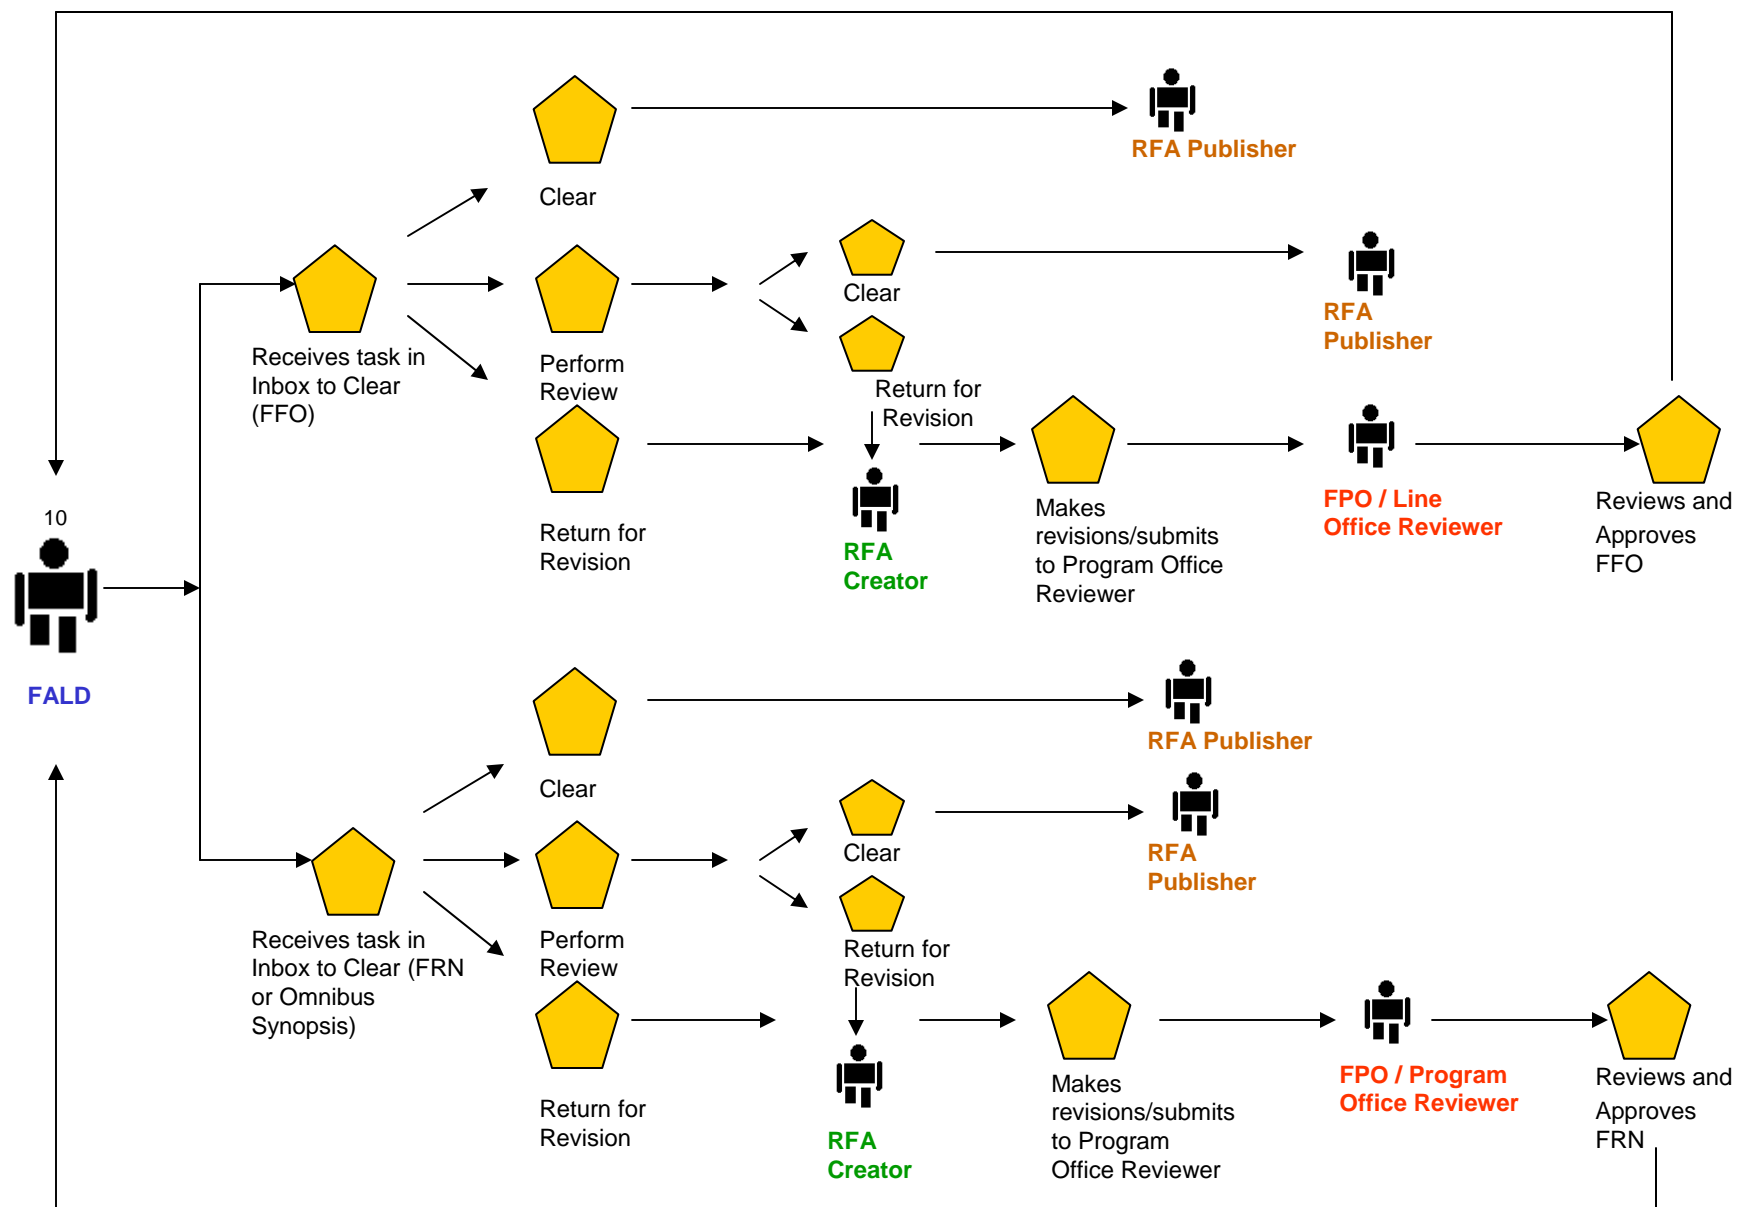 RFA Publisher
Clear
Clear
RFA
Publisher
Receives task in
Inbox to Clear
(FFO)
Perform
Review
Return for
Revision
10
Return for
Revision
RFA
Creator
Makes
revisions/submits
to Program Office
Reviewer
FPO / Line
Office Reviewer
Reviews and
Approves
FFO
FALD
RFA Publisher
Clear
Clear
RFA
Publisher
Receives task in
Inbox to Clear (FRN
or Omnibus
Synopsis)
Perform
Review
Return for
Revision
Return for
Revision
RFA
Creator
Makes
revisions/submits
to Program
Office Reviewer
FPO / Program
Office Reviewer
Reviews and
Approves
FRN